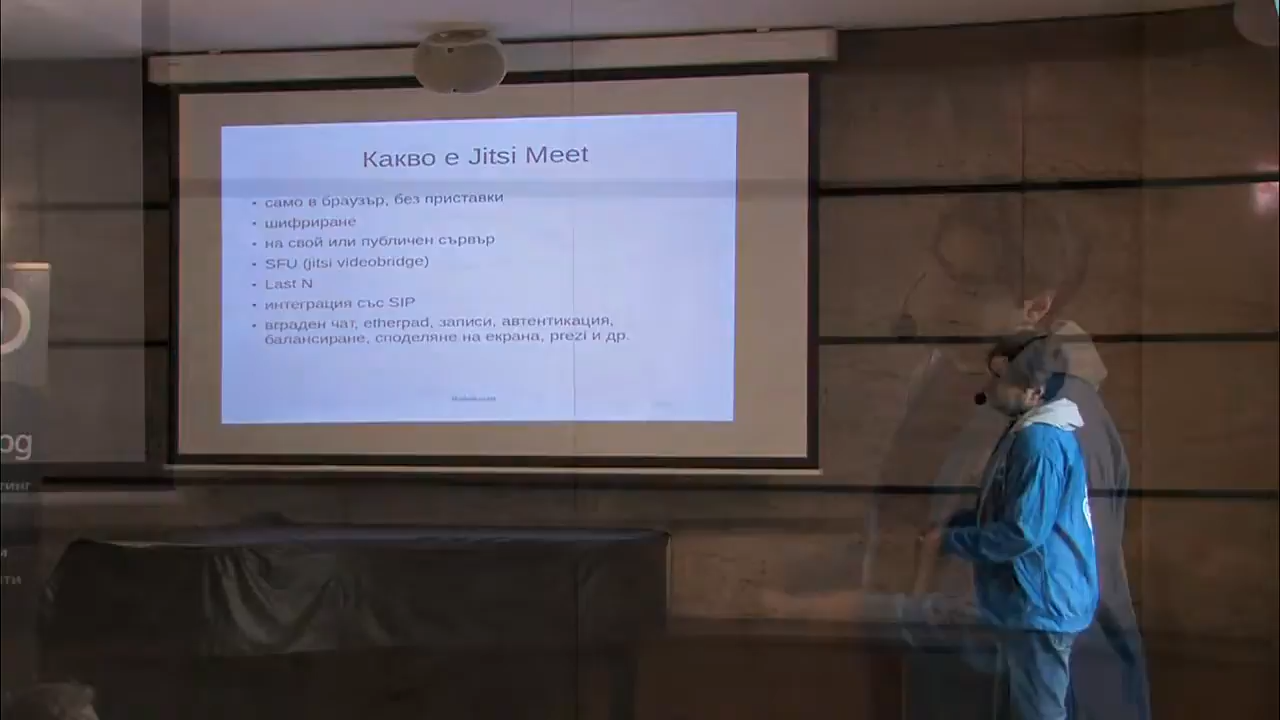 Какво е Jitsi Meet
• само в браузър, без приставки
• шифриране
• на свой или публичен сървър
• SFU (jitsi videobridge)
• Last N
• интеграция със SIP
• вграден чат, etherpad, записи, автентикация,
балансиране, споделяне на екрана, prezi и др.